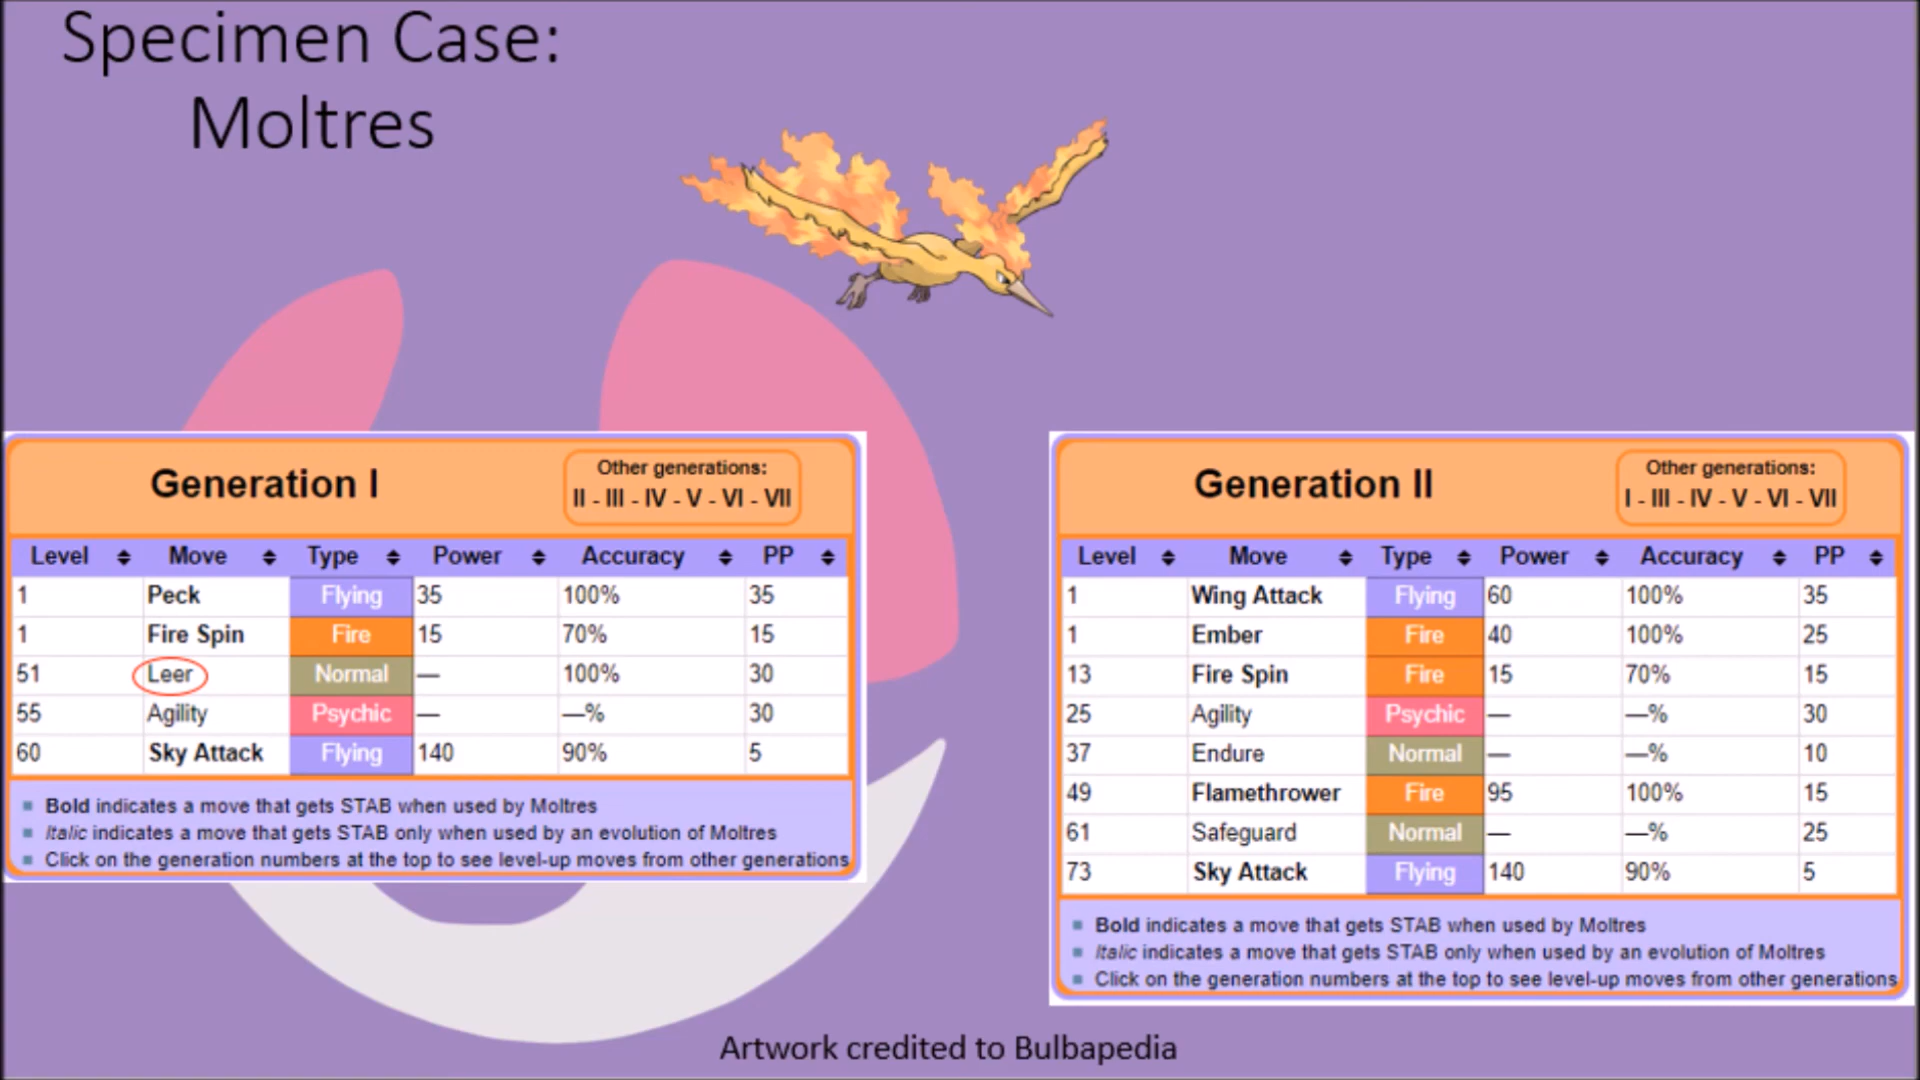 Specimen Case:
Moltres
Generation I
Other generations:
II - III - IV - V - VI - VII
Level Move Type Power Accuracy PP
1 Peck Flying 35 100% 35
1 Fire Spin Fire 15 70% 15
51 Leer Normal — 100% 30
55 Agility Psychic — —% 30
60 Sky Attack Flying 140 90% 5
Bold indicates a move that gets STAB when used by Moltres
Italic indicates a move that gets STAB only when used by an evolution of Moltres
Click on the generation numbers at the top to see level-up moves from other generations
Generation II
Other generations:
I - III - IV - V - VI - VII
Level Move Type Power Accuracy PP
1 Wing Attack Flying 60 100% 35
1 Ember Fire 40 100% 25
13 Fire Spin Fire 15 70% 15
25 Agility Psychic — —% 30
37 Endure Normal — —% 10
49 Flamethrower Fire 95 100% 15
61 Safeguard Normal — —% 25
73 Sky Attack Flying 140 90% 5
Bold indicates a move that gets STAB when used by Moltres
Italic indicates a move that gets STAB only when used by an evolution of Moltres
Click on the generation numbers at the top to see level-up moves from other generations
Artwork credited to Bulbapedia